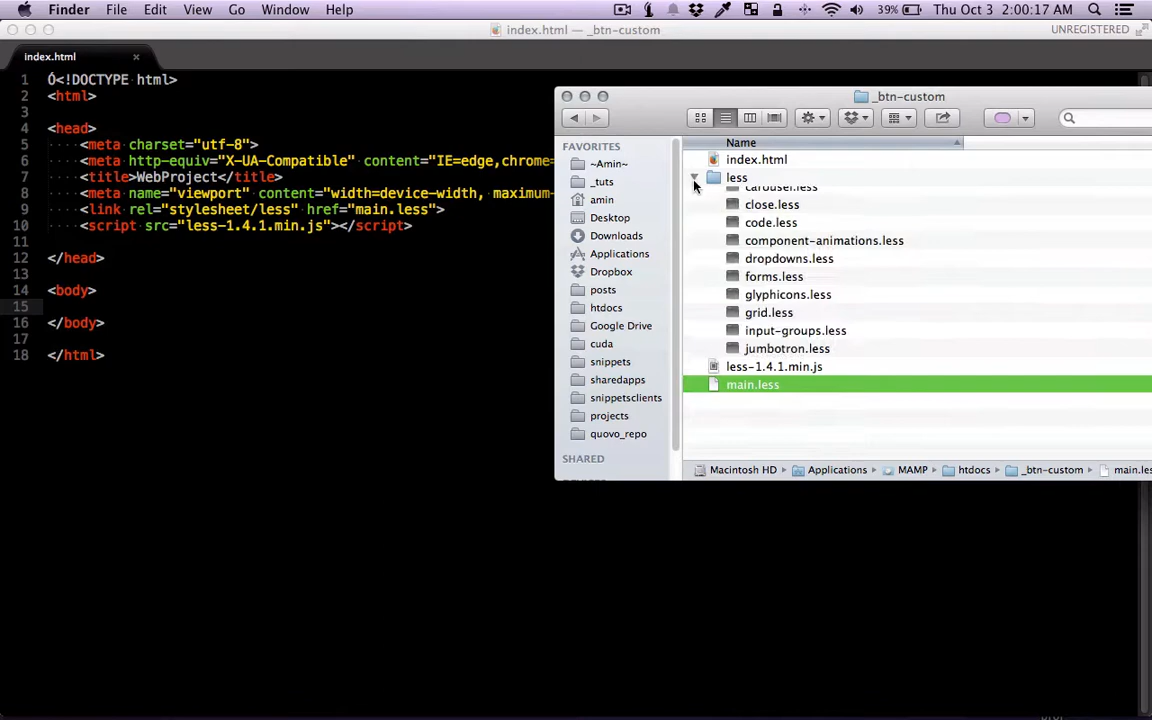 Finder File Edit View Go Window Help 39% Thu Oct 3 2:00:17 AM
index.html — _btn-custom UNREGISTERED
index.html ×
1 Ó<!DOCTYPE html>
2 <html>
3
4 <head>
5 <meta charset="utf-8">
6 <meta http-equiv="X-UA-Compatible" content="IE=edge,chrome=
7 <title>WebProject</title>
8 <meta name="viewport" content="width=device-width, maximum-
9 <link rel="stylesheet/less" href="main.less">
10 <script src="less-1.4.1.min.js"></script>
11
12 </head>
13
14 <body>
15
16 </body>
17
18 </html>
_btn-custom
FAVORITES
~Amin~
_tuts
amin
Desktop
Downloads
Applications
Dropbox
posts
htdocs
Google Drive
cuda
snippets
sharedapps
snippetsclients
projects
quovo_repo
SHARED
Name
index.html
less
carousel.less
close.less
code.less
component-animations.less
dropdowns.less
forms.less
glyphicons.less
grid.less
input-groups.less
jumbotron.less
less-1.4.1.min.js
main.less
Macintosh HD ▸ Applications ▸ MAMP ▸ htdocs ▸ _btn-custom ▸ main.les